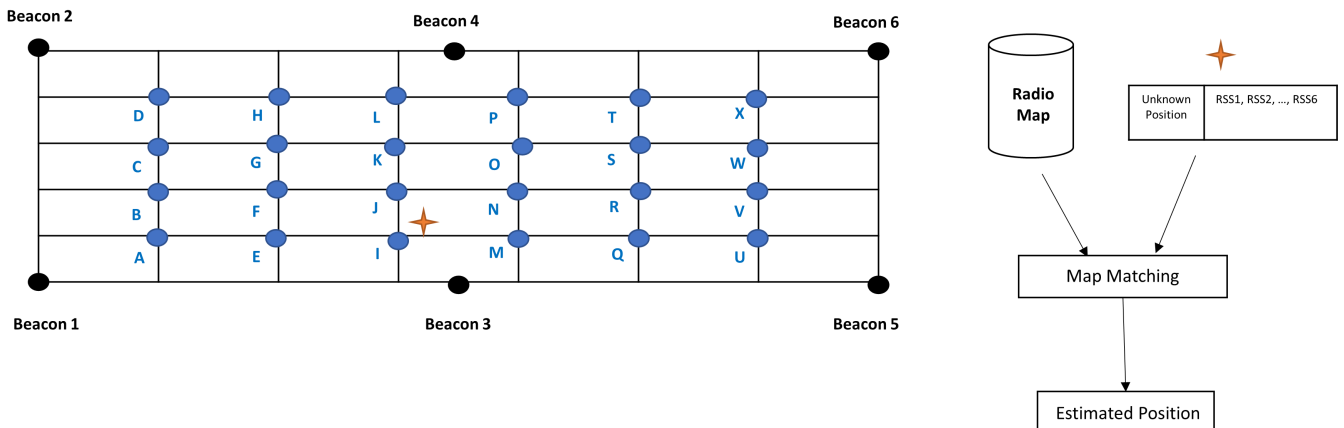 Beacon 2
Beacon 4
Beacon 6
D
H
L
P
T
X
C
G
K
O
S
W
B
F
J
N
R
V
A
E
I
M
Q
U
Beacon 1
Beacon 3
Beacon 5
Radio
Map
Unknown
Position
RSS1, RSS2, ..., RSS6
Map Matching
Estimated Position